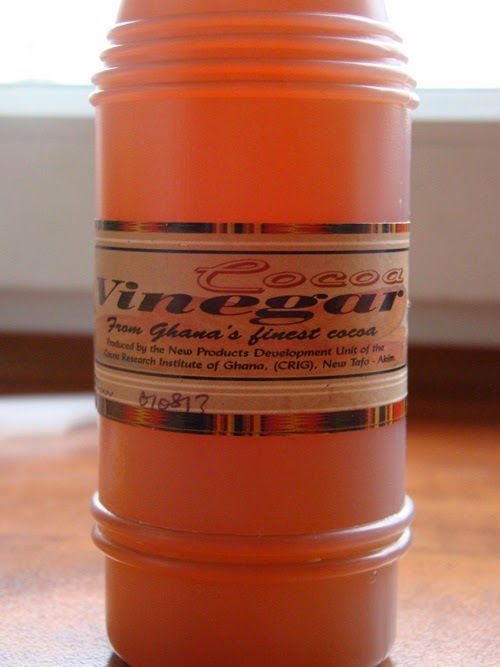 Cocoa
Vinegar
From Ghana's finest cocoa
Produced by the New Products Development Unit of the
Cocoa Research Institute of Ghana, (CRIG), New Tafo - Akim.
010813